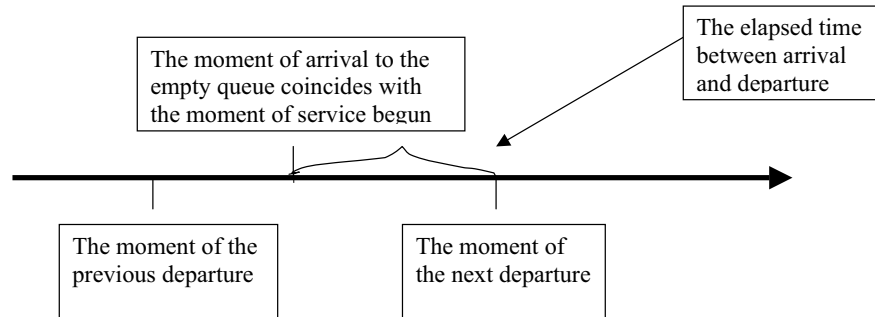 The moment of arrival to the
empty queue coincides with
the moment of service begun
The elapsed time
between arrival
and departure
The moment of the
previous departure
The moment of
the next departure